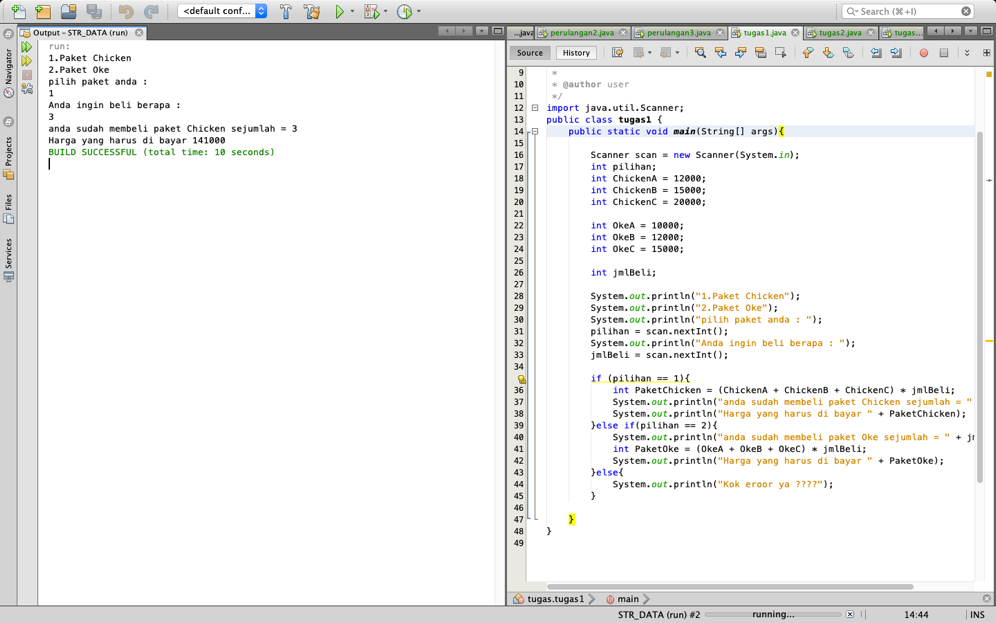 <default conf...
Search (⌘+I)
Output – STR_DATA (run)
...java
perulangan2.java
perulangan3.java
tugas1.java
tugas2.java
tugas...
Source
History
Navigator
Projects
Files
Services
run:
1.Paket Chicken
2.Paket Oke
pilih paket anda :
1
Anda ingin beli berapa :
3
anda sudah membeli paket Chicken sejumlah = 3
Harga yang harus di bayar 141000
BUILD SUCCESSFUL (total time: 10 seconds)
9 *
10 * @author user
11 */
12 import java.util.Scanner;
13 public class tugas1 {
14 public static void main(String[] args){
15
16 Scanner scan = new Scanner(System.in);
17 int pilihan;
18 int ChickenA = 12000;
19 int ChickenB = 15000;
20 int ChickenC = 20000;
21
22 int OkeA = 10000;
23 int OkeB = 12000;
24 int OkeC = 15000;
25
26 int jmlBeli;
27
28 System.out.println("1.Paket Chicken");
29 System.out.println("2.Paket Oke");
30 System.out.println("pilih paket anda : ");
31 pilihan = scan.nextInt();
32 System.out.println("Anda ingin beli berapa : ");
33 jmlBeli = scan.nextInt();
34
if (pilihan == 1){
36 int PaketChicken = (ChickenA + ChickenB + ChickenC) * jmlBeli;
37 System.out.println("anda sudah membeli paket Chicken sejumlah = "
38 System.out.println("Harga yang harus di bayar " + PaketChicken);
39 }else if(pilihan == 2){
40 System.out.println("anda sudah membeli paket Oke sejumlah = " + j
41 int PaketOke = (OkeA + OkeB + OkeC) * jmlBeli;
42 System.out.println("Harga yang harus di bayar " + PaketOke);
43 }else{
44 System.out.println("Kok eroor ya ????");
45 }
46
47 }
48 }
49
tugas.tugas1
main
STR_DATA (run) #2
running...
14:44
INS